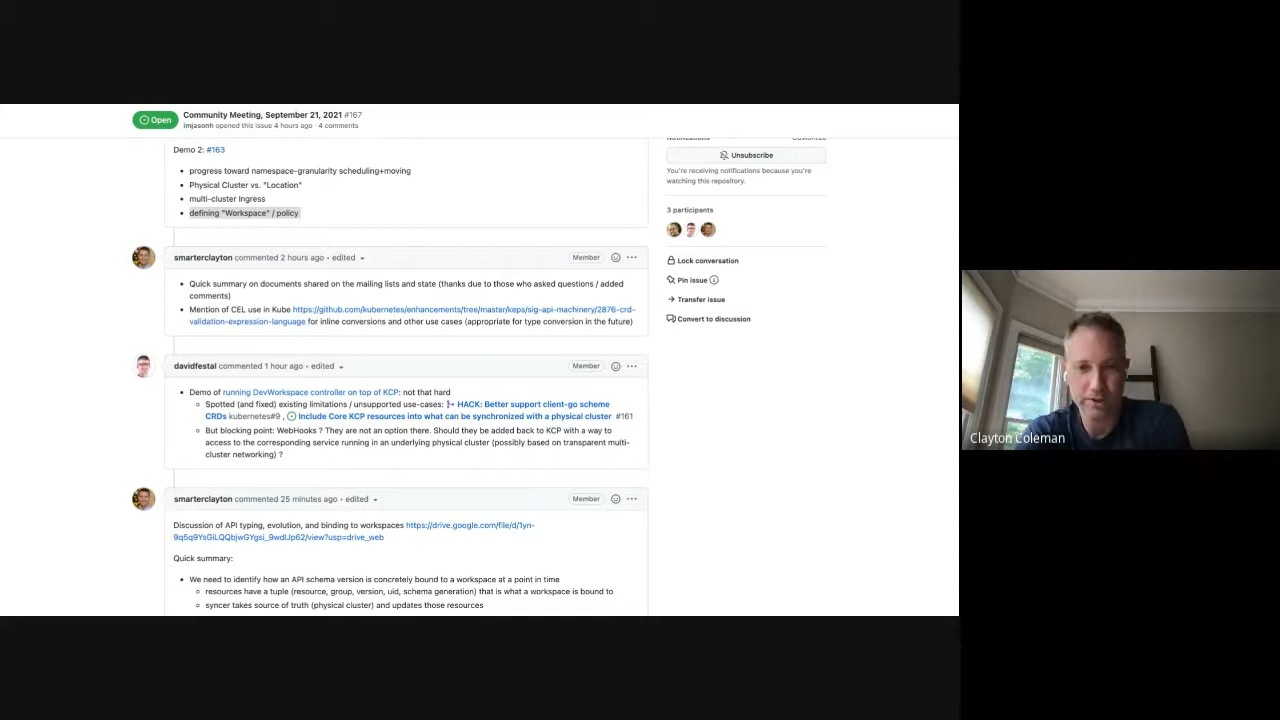 Open
Community Meeting, September 21, 2021 #167
imjasonh opened this issue 4 hours ago · 4 comments
Notifications Customize
Demo 2: #163
Unsubscribe
You're receiving notifications because you're
watching this repository.
• progress toward namespace-granularity scheduling+moving
• Physical Cluster vs. "Location"
• multi-cluster Ingress
• defining "Workspace" / policy
3 participants
smarterclayton commented 2 hours ago • edited Member
Lock conversation
Pin issue
Transfer issue
Convert to discussion
• Quick summary on documents shared on the mailing lists and state (thanks due to those who asked questions / added
comments)
• Mention of CEL use in Kube https://github.com/kubernetes/enhancements/tree/master/keps/sig-api-machinery/2876-crd-
validation-expression-language for inline conversions and other use cases (appropriate for type conversion in the future)
davidfestal commented 1 hour ago • edited Member
• Demo of running DevWorkspace controller on top of KCP: not that hard
◦ Spotted (and fixed) existing limitations / unsupported use-cases: HACK: Better support client-go scheme
CRDs kubernetes#9 , Include Core KCP resources into what can be synchronized with a physical cluster #161
◦ But blocking point: WebHooks ? They are not an option there. Should they be added back to KCP with a way to
access to the corresponding service running in an underlying physical cluster (possibly based on transparent multi-
cluster networking) ?
Clayton Coleman
smarterclayton commented 25 minutes ago • edited Member
Discussion of API typing, evolution, and binding to workspaces https://drive.google.com/file/d/1yn-
9q5q9YsGiLQQbjwGYgsi_9wdIJp62/view?usp=drive_web
Quick summary:
• We need to identify how an API schema version is concretely bound to a workspace at a point in time
◦ resources have a tuple (resource, group, version, uid, schema generation) that is what a workspace is bound to
◦ syncer takes source of truth (physical cluster) and updates those resources